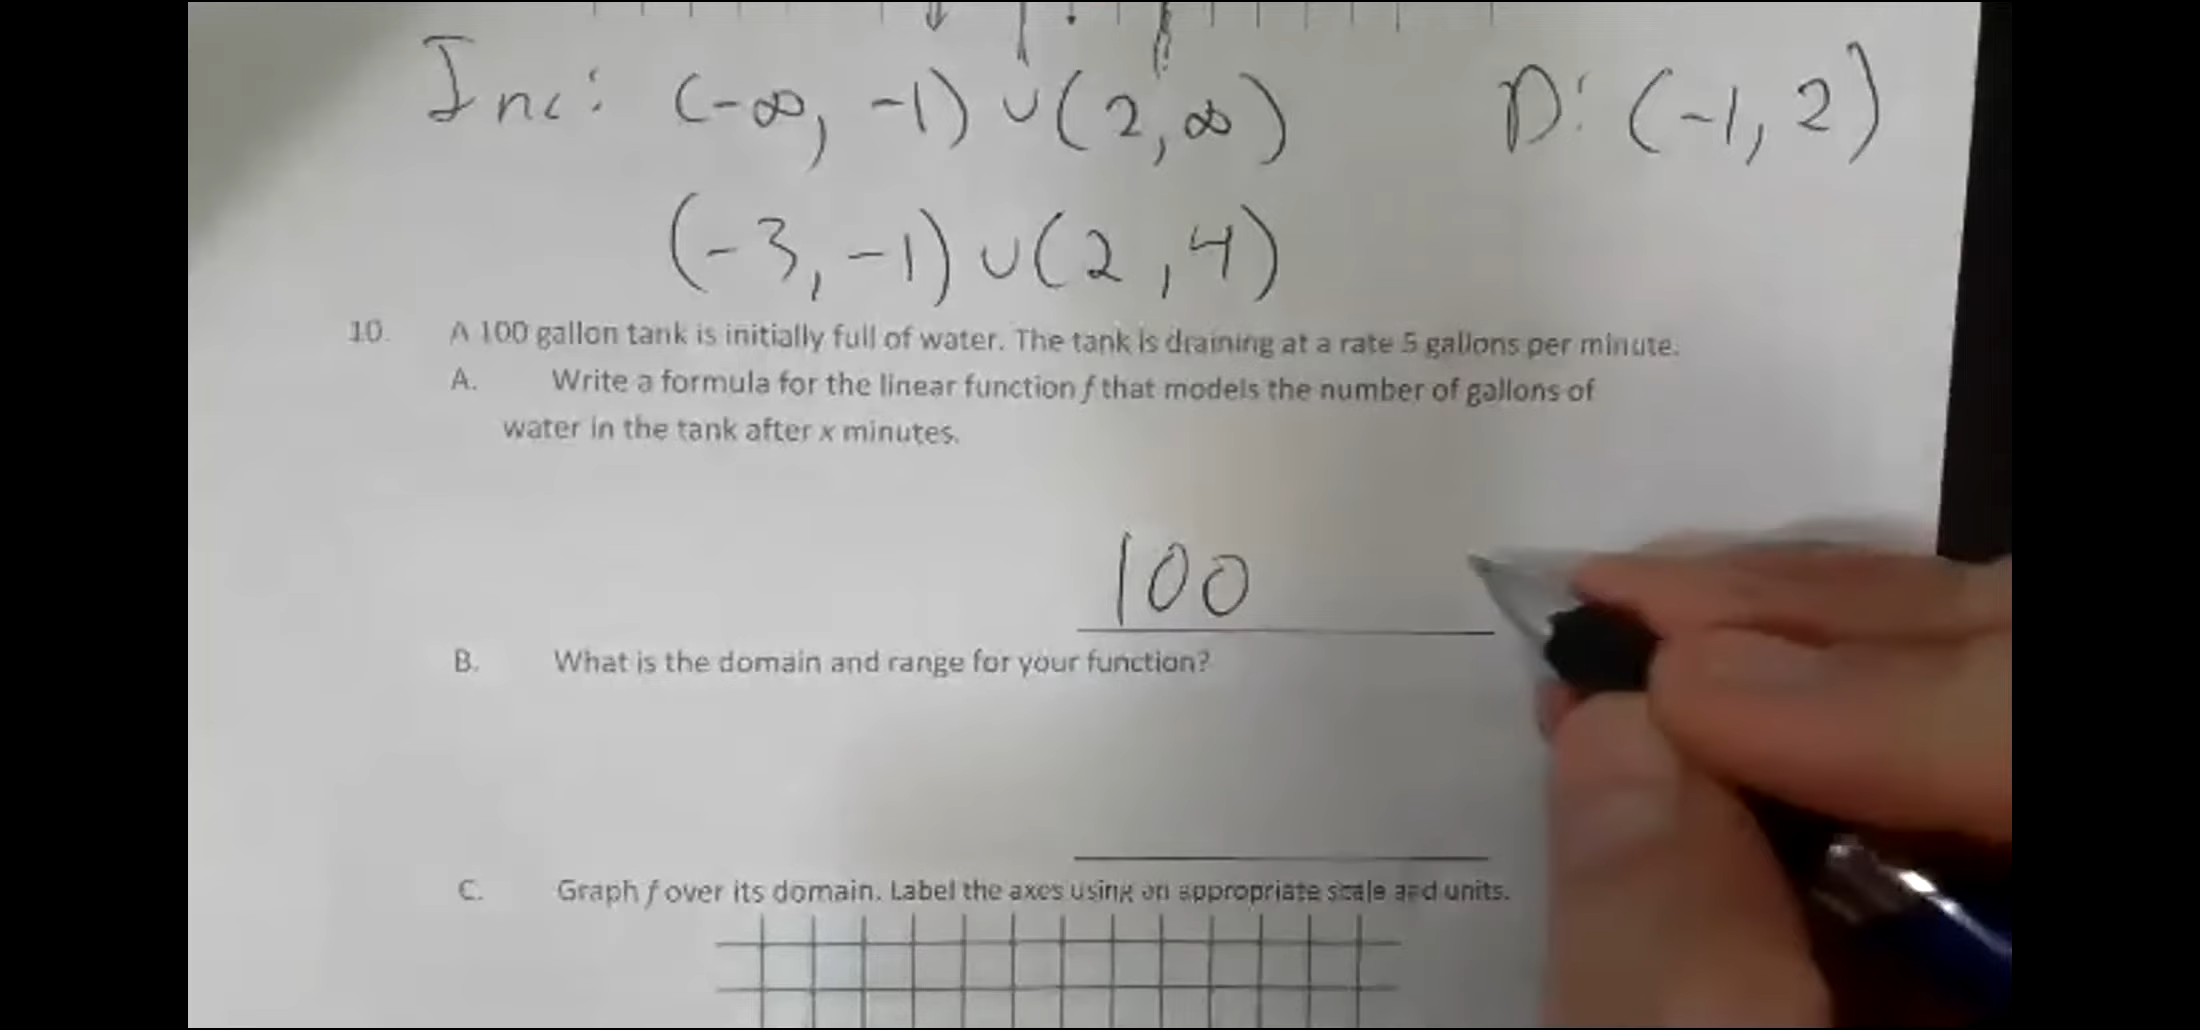 Inc: (-∞, -1) ∪ (2, ∞) D: (-1, 2)
(-3, -1) ∪ (2, 4)
10. A 100 gallon tank is initially full of water. The tank is draining at a rate 5 gallons per minute.
A. Write a formula for the linear function f that models the number of gallons of
water in the tank after x minutes.
100
B. What is the domain and range for your function?
C. Graph f over its domain. Label the axes using an appropriate scale and units.